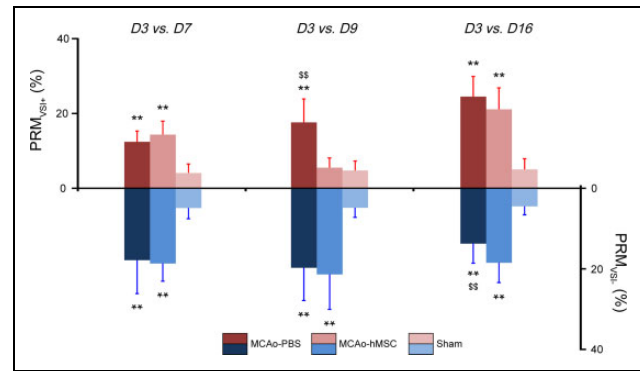 D3 vs. D7 D3 vs. D9 D3 vs. D16
40
20
0
PRMVSI+ (%)
** ** $$ ** ** **
0
20
40
PRMVSI- (%)
** ** ** ** ** $$ **
MCAo-PBS MCAo-hMSC Sham